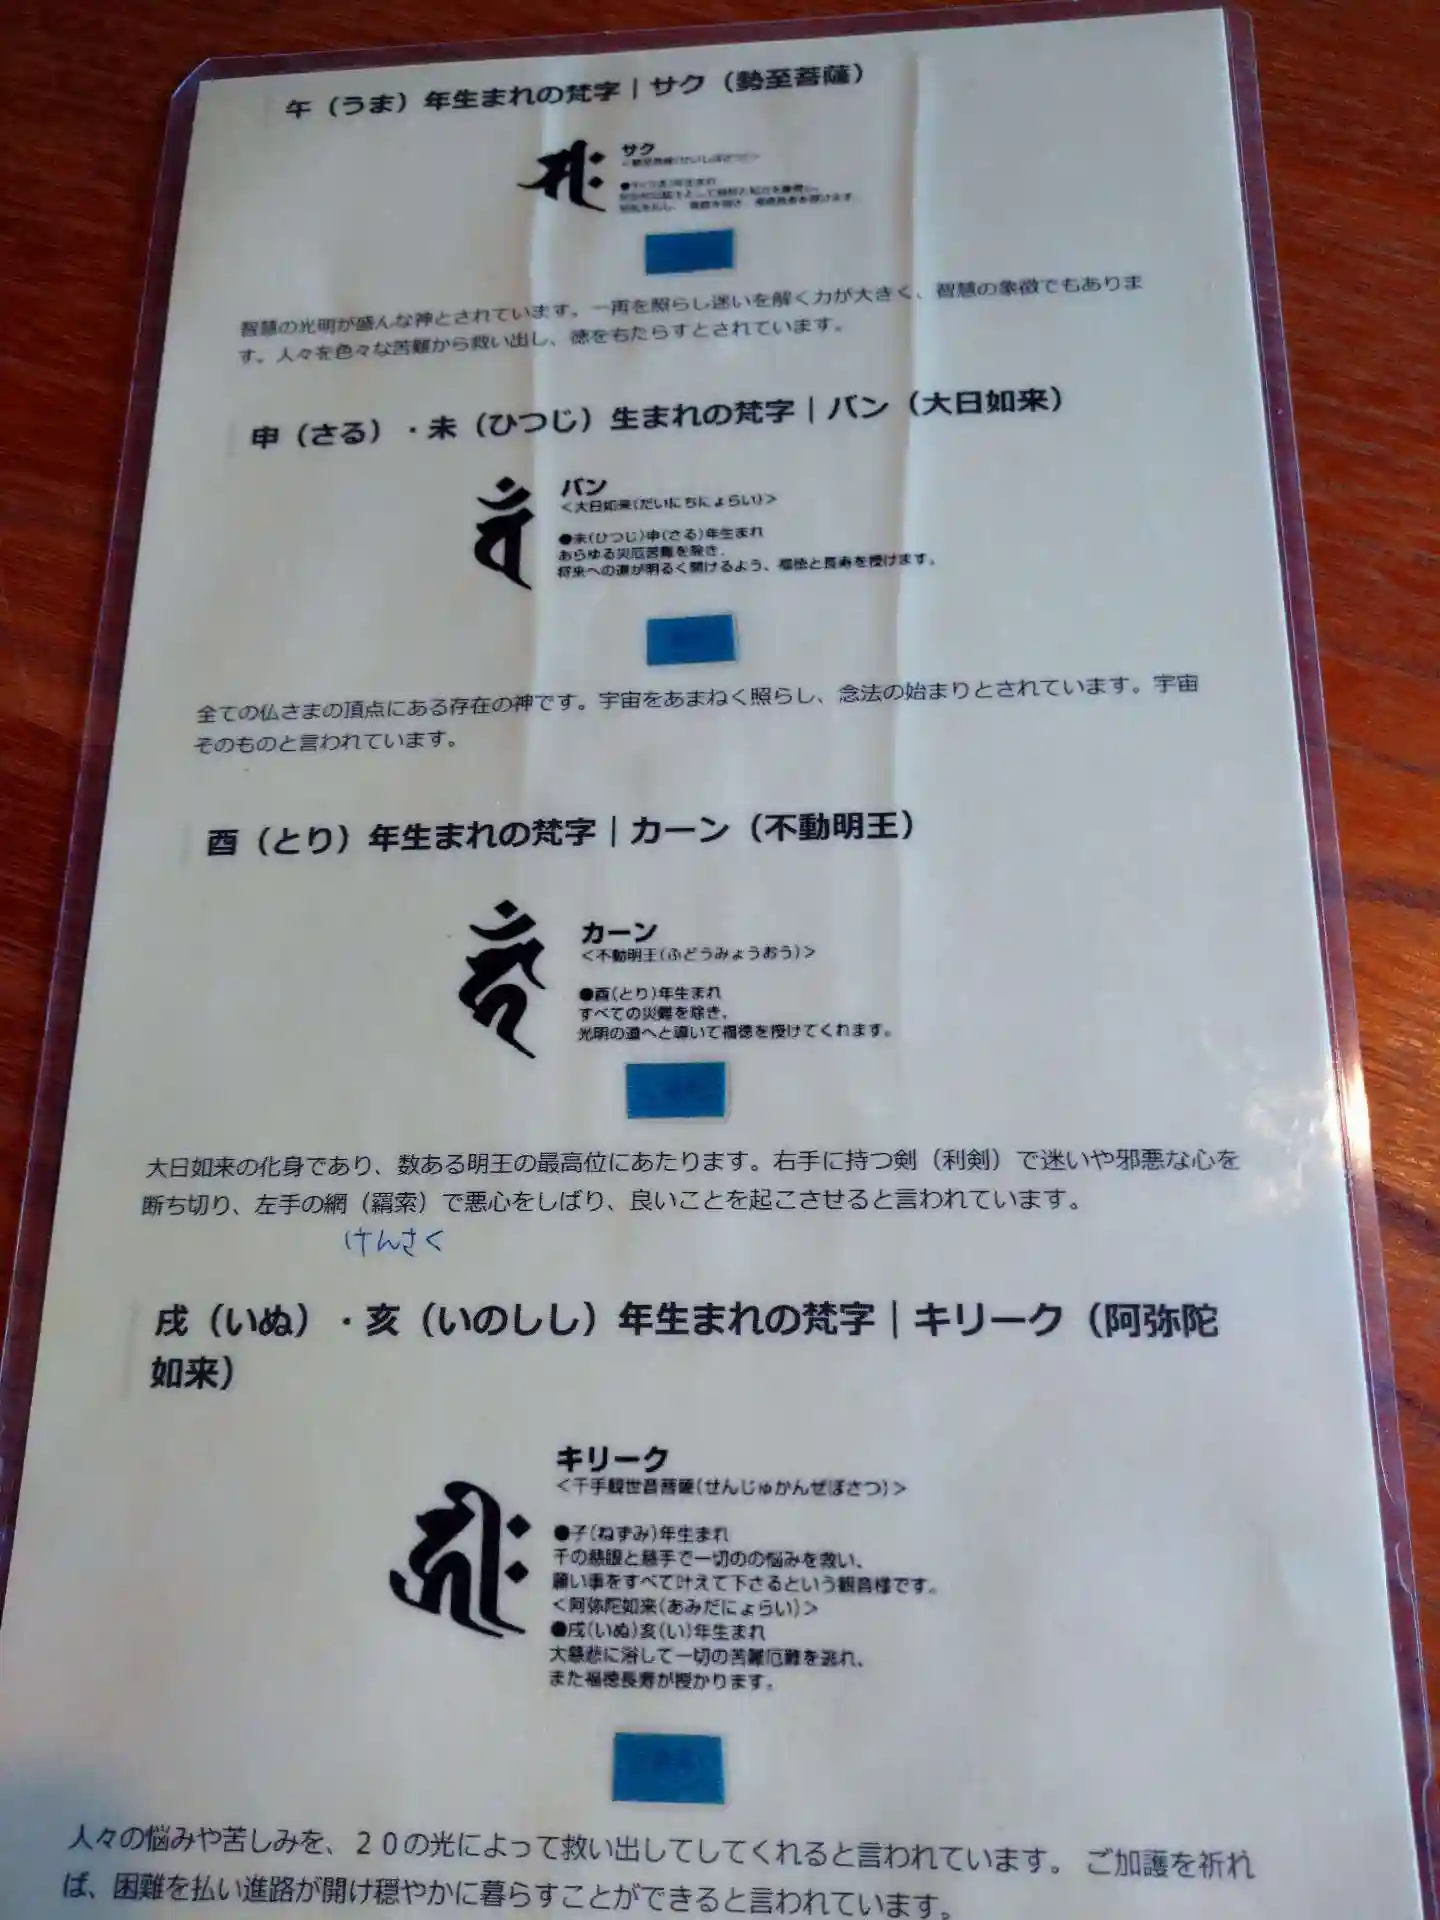 午（うま）年生まれの梵字｜サク（勢至菩薩）
サク
智慧の光明が盛んな神とされています。一再を照らし迷いを解く力が大きく、智慧の象徴でもありま
す。人々を色々な苦難から救い出し、徳をもたらすとされています。
申（さる）・未（ひつじ）生まれの梵字｜バン（大日如来）
バン
<大日如来(だいにちにょらい)>
●未(ひつじ)申(さる)年生まれ
あらゆる災厄苦難を除き、
将来への道が明るく開けるよう、福徳と長寿を授けます。
全ての仏さまの頂点にある存在の神です。宇宙をあまねく照らし、念法の始まりとされています。宇宙
そのものと言われています。
酉（とり）年生まれの梵字｜カーン（不動明王）
カーン
<不動明王(ふどうみょうおう)>
●酉(とり)年生まれ
すべての災難を除き、
光明の道へと導いて福徳を授けてくれます。
大日如来の化身であり、数ある明王の最高位にあたります。右手に持つ剣（利剣）で迷いや邪悪な心を
断ち切り、左手の網（羂索）で悪心をしばり、良いことを起こさせると言われています。
けんさく
戌（いぬ）・亥（いのしし）年生まれの梵字｜キリーク（阿弥陀
如来）
キリーク
<千手観世音菩薩(せんじゅかんぜぼさつ)>
●子(ねずみ)年生まれ
千の慈眼と慈手で一切のの悩みを救い、
願い事をすべて叶えて下さるという観音様です。
<阿弥陀如来(あみだにょらい)>
●戌(いぬ)亥(い)年生まれ
大慈悲に浴して一切の苦難厄難を逃れ、
また福徳長寿が授かります。
人々の悩みや苦しみを、２０の光によって救い出してしてくれると言われています。 ご加護を祈れ
ば、困難を払い進路が開け穏やかに暮らすことができると言われています。